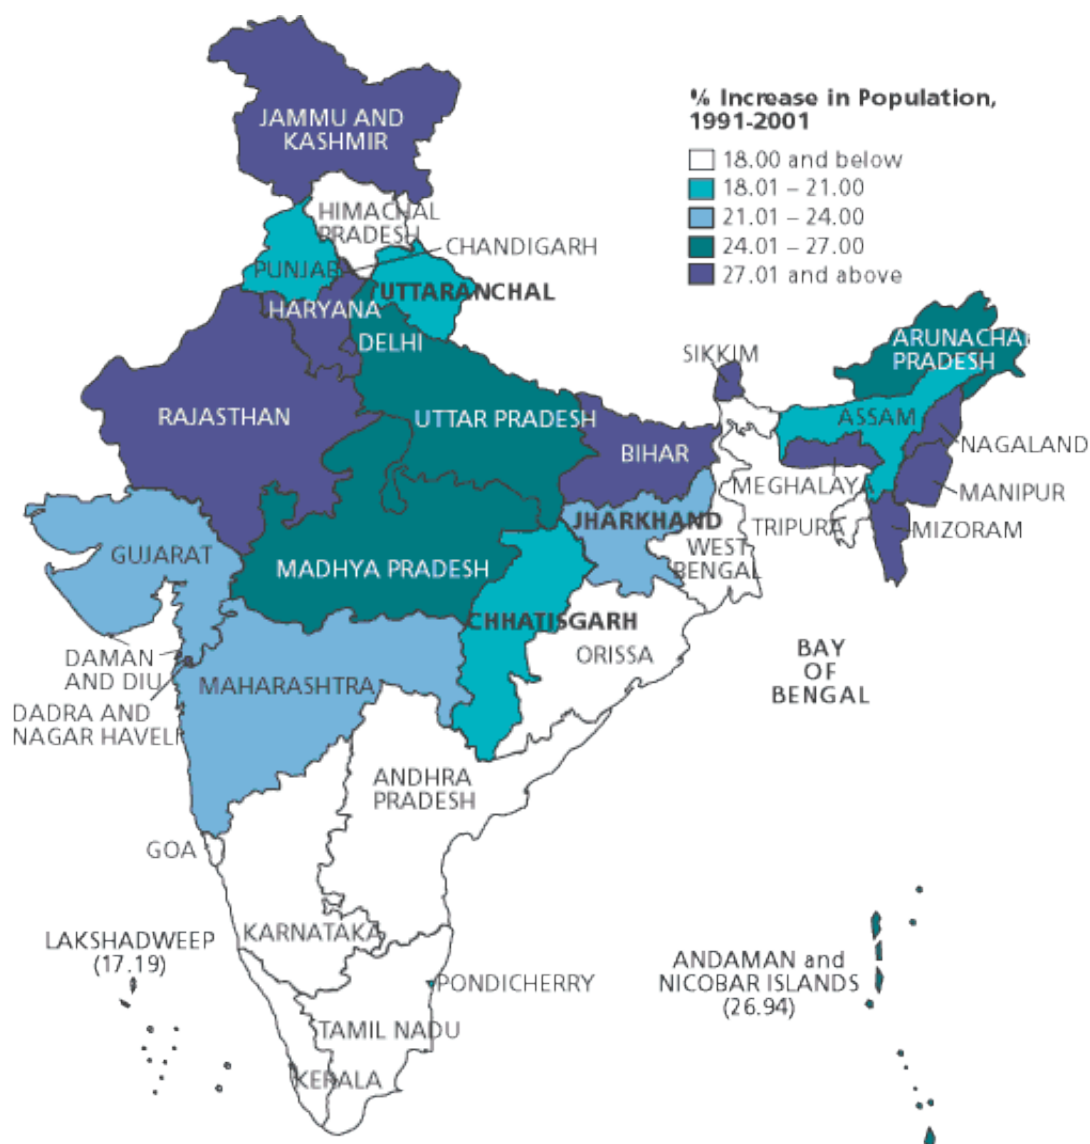 % Increase in Population,
1991-2001
18.00 and below
18.01 – 21.00
21.01 – 24.00
24.01 – 27.00
27.01 and above
JAMMU AND
KASHMIR
HIMACHAL
PRADESH
CHANDIGARH
PUNJAB
UTTARANCHAL
HARYANA
DELHI
ARUNACHAL
PRADESH
SIKKIM
RAJASTHAN
UTTAR PRADESH
ASSAM
NAGALAND
BIHAR
MEGHALAYA
MANIPUR
JHARKHAND
TRIPURA
MIZORAM
GUJARAT
WEST
BENGAL
MADHYA PRADESH
CHHATISGARH
ORISSA
BAY
OF
BENGAL
DAMAN
AND DIU
MAHARASHTRA
DADRA AND
NAGAR HAVELI
ANDHRA
PRADESH
GOA
KARNATAKA
LAKSHADWEEP
(17.19)
ANDAMAN and
NICOBAR ISLANDS
(26.94)
PONDICHERRY
TAMIL NADU
KERALA